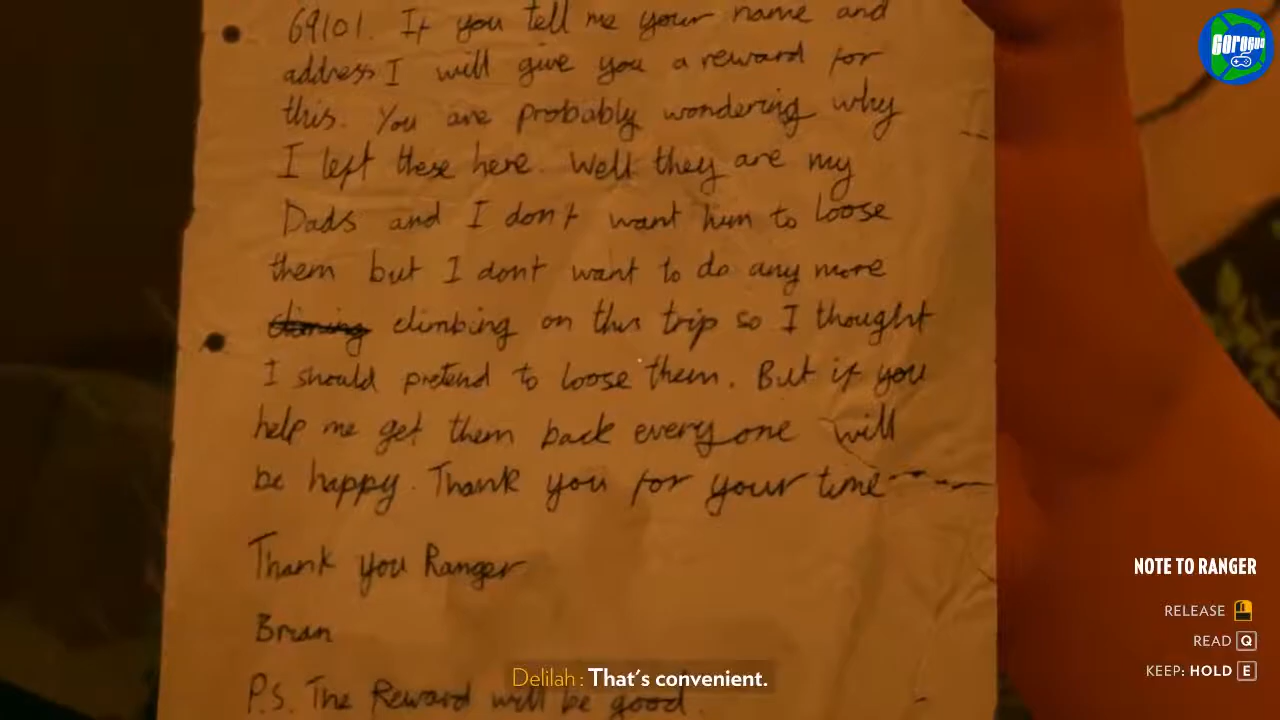 69101. If you tell me your name and
address I will give you a reward for
this. You are probably wondering why
I left these here. Well they are my
Dads and I don't want him to loose
them but I dont want to do any more
climing climbing on this trip so I thought
I should pretend to loose them. But if you
help me get them back everyone will
be happy. Thank you for your time
Thank you Ranger
Brian
P.S. The Reward will be good.
Delilah: That's convenient.
NOTE TO RANGER
RELEASE
READ Q
KEEP: HOLD E